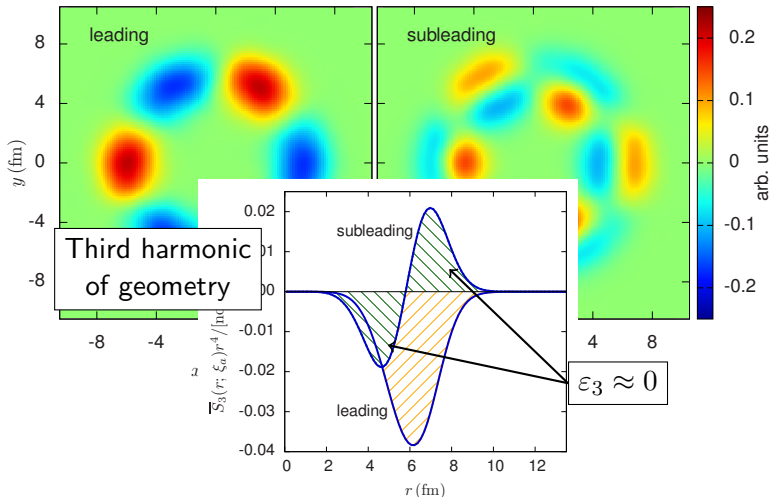 leading
subleading
8
4
0
-4
-8
y (fm)
-8
-4
4
8
0.2
0.1
0
-0.1
-0.2
arb. units
Third harmonic
of geometry
0.02
0.01
0.00
-0.01
-0.02
-0.03
-0.04
subleading
leading
0 2 4 6 8 10 12
r (fm)
ε₃ ≈ 0